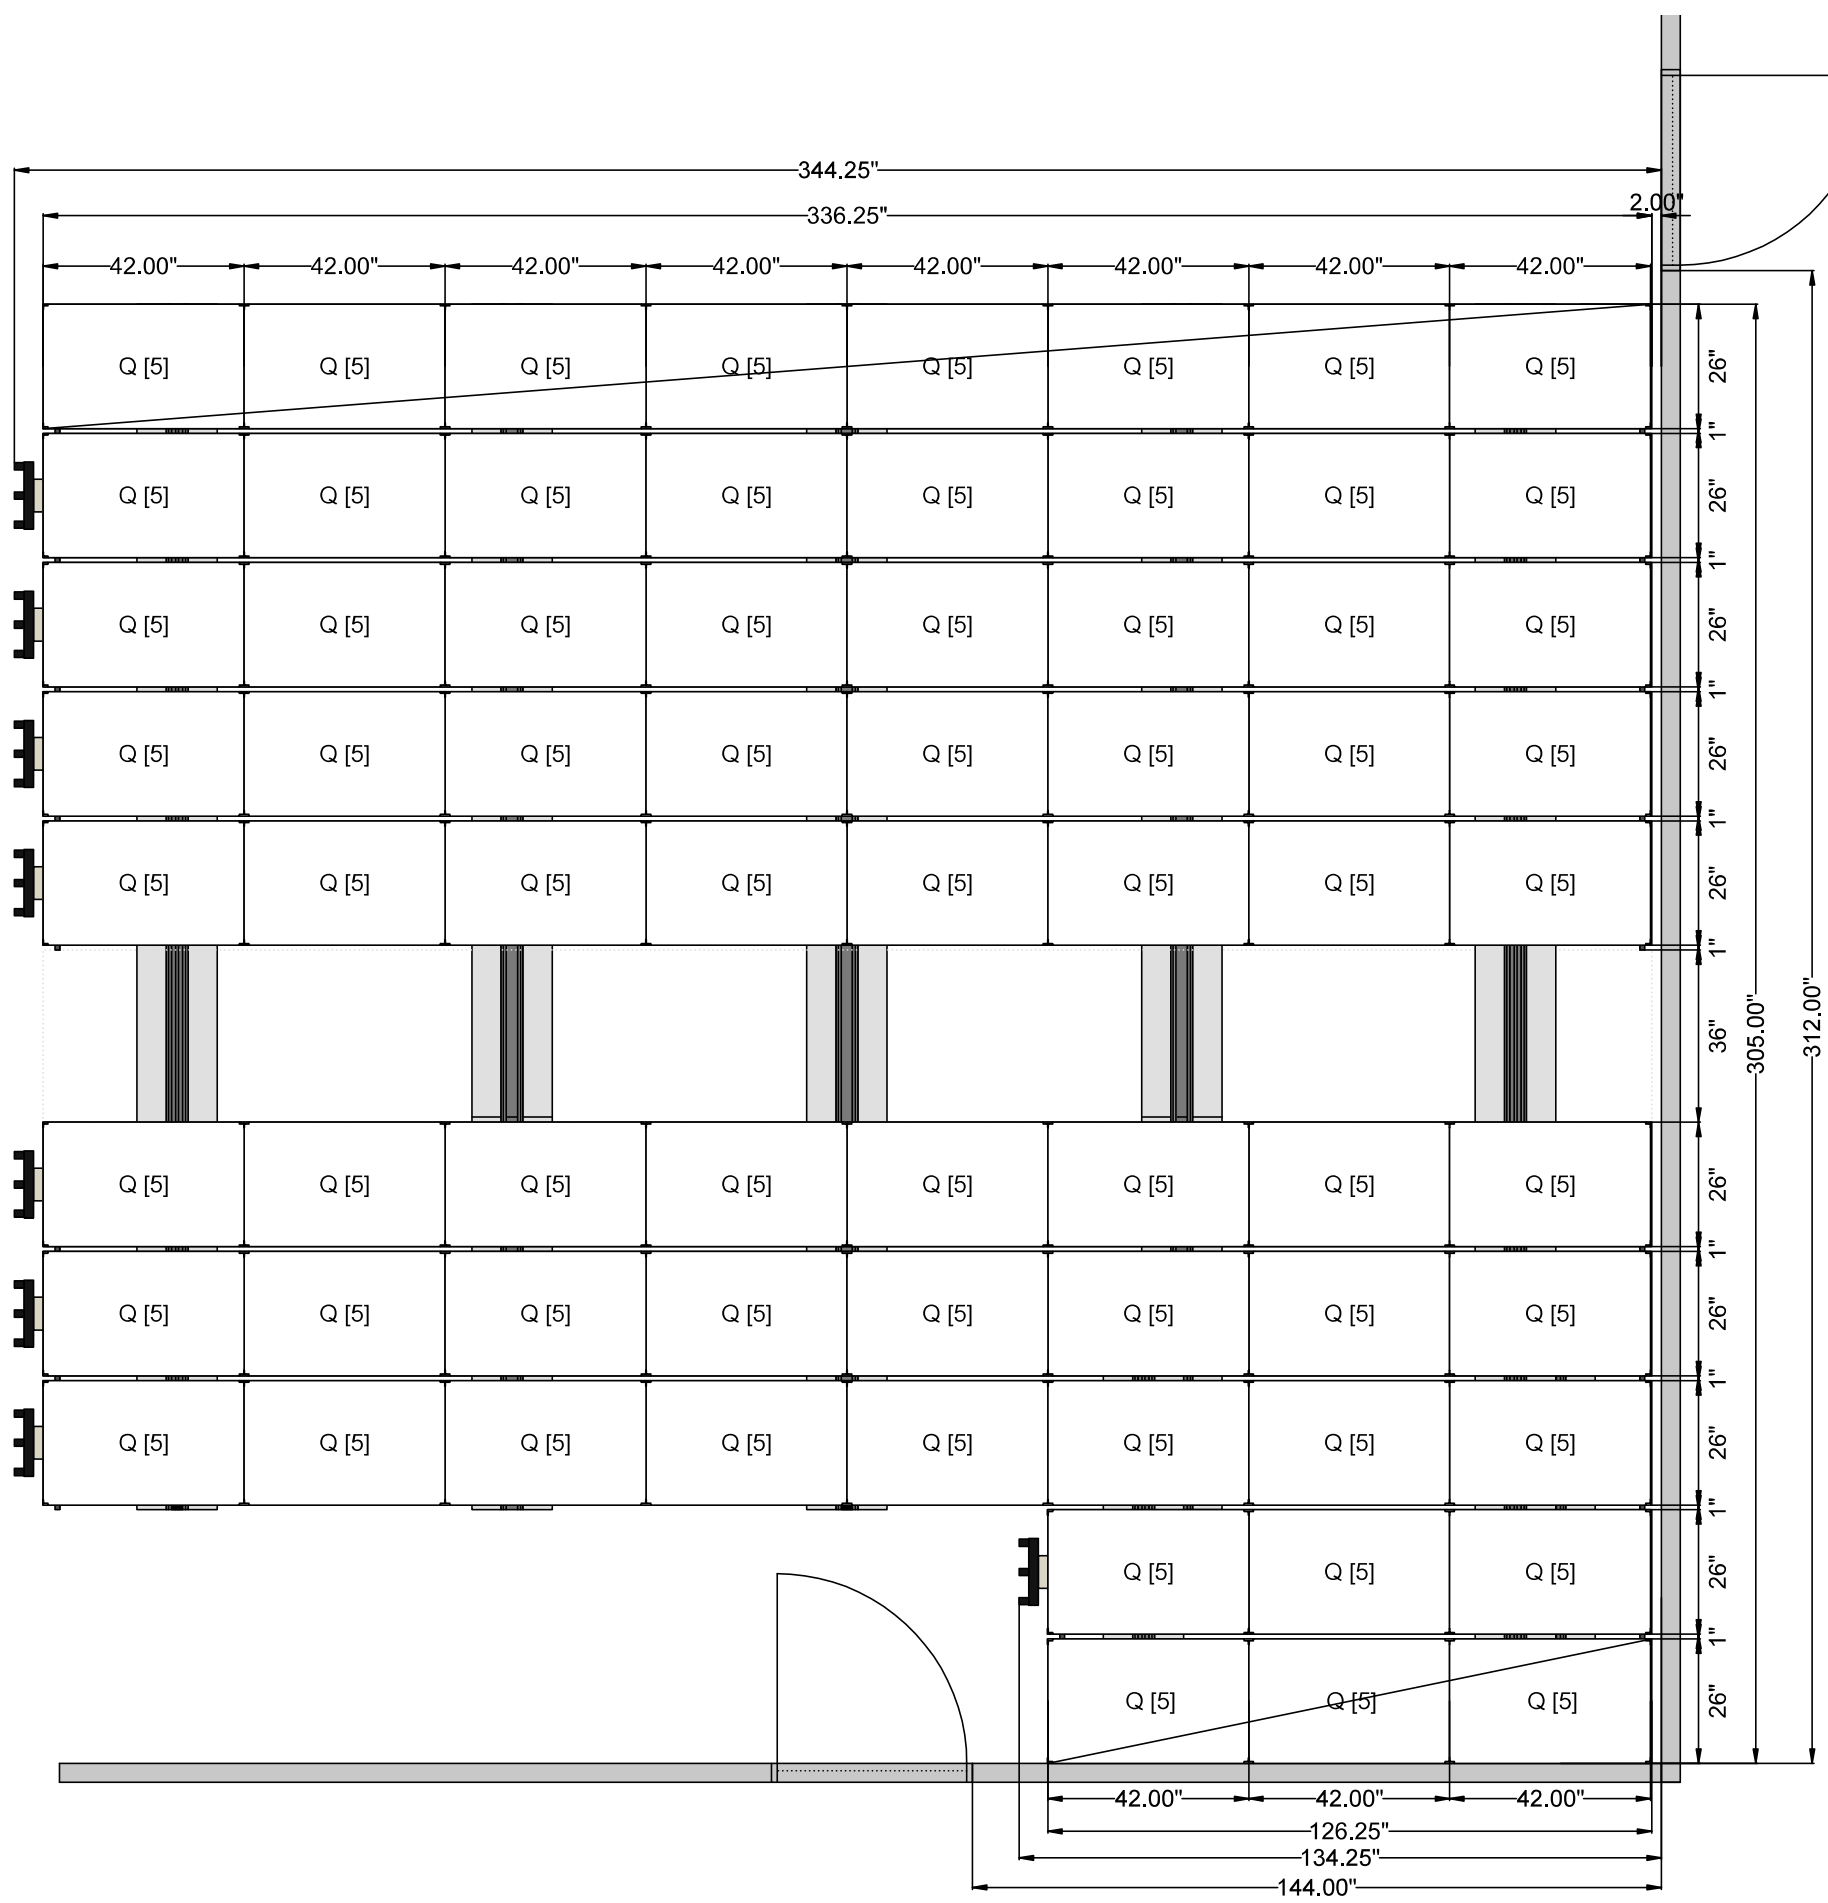 344.25"
336.25"
2.00"
42.00" 42.00" 42.00" 42.00" 42.00" 42.00" 42.00" 42.00"
Q [5] Q [5] Q [5] Q [5] Q [5] Q [5] Q [5] Q [5] 26"
1"
Q [5] Q [5] Q [5] Q [5] Q [5] Q [5] Q [5] Q [5] 26"
1"
Q [5] Q [5] Q [5] Q [5] Q [5] Q [5] Q [5] Q [5] 26"
1"
Q [5] Q [5] Q [5] Q [5] Q [5] Q [5] Q [5] Q [5] 26"
1"
Q [5] Q [5] Q [5] Q [5] Q [5] Q [5] Q [5] Q [5] 26"
1"
36"
305.00"
312.00"
Q [5] Q [5] Q [5] Q [5] Q [5] Q [5] Q [5] Q [5] 26"
1"
Q [5] Q [5] Q [5] Q [5] Q [5] Q [5] Q [5] Q [5] 26"
1"
Q [5] Q [5] Q [5] Q [5] Q [5] Q [5] Q [5] Q [5] 26"
1"
Q [5] Q [5] Q [5] 26"
1"
Q [5] Q [5] Q [5] 26"
42.00" 42.00" 42.00"
126.25"
134.25"
144.00"